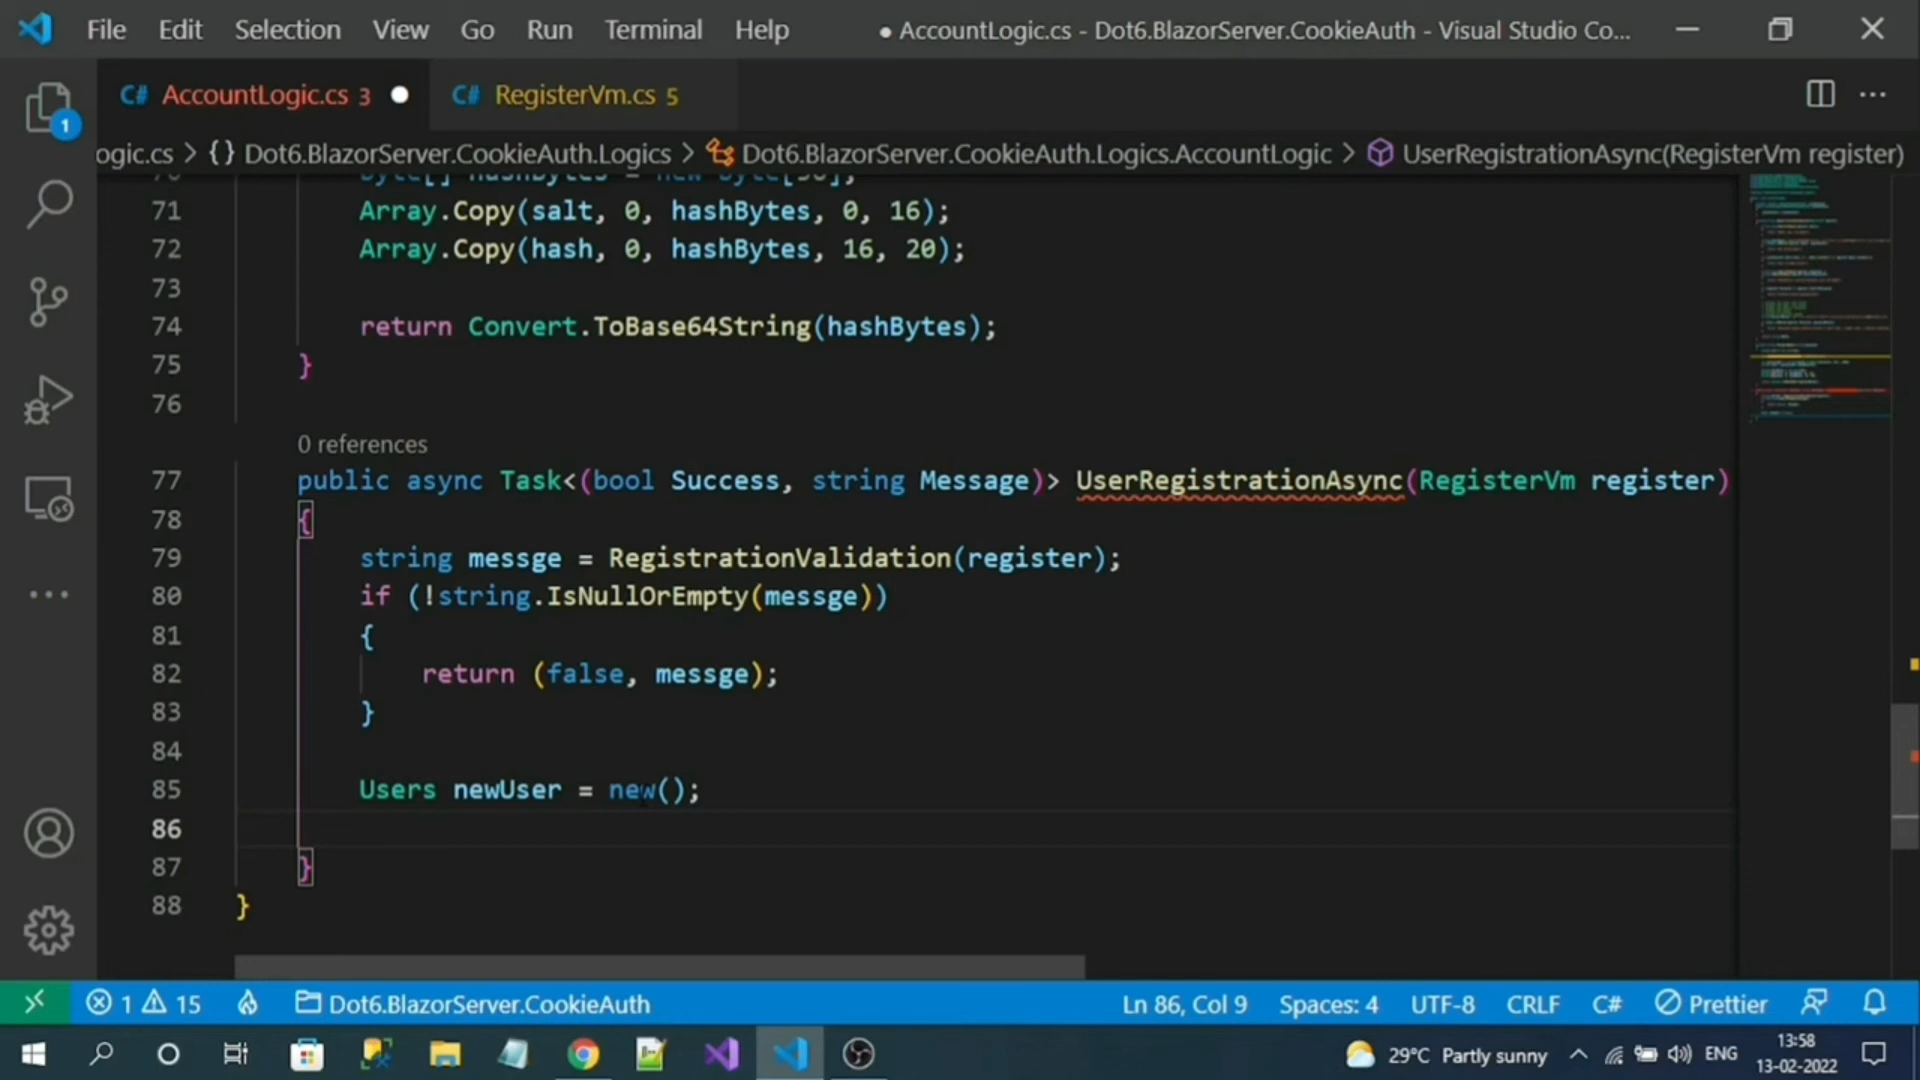 File Edit Selection View Go Run Terminal Help ● AccountLogic.cs - Dot6.BlazorServer.CookieAuth - Visual Studio Co...
C# AccountLogic.cs 3 ● C# RegisterVm.cs 5 ...
1
ogic.cs > {} Dot6.BlazorServer.CookieAuth.Logics > Dot6.BlazorServer.CookieAuth.Logics.AccountLogic > UserRegistrationAsync(RegisterVm register)
71 Array.Copy(salt, 0, hashBytes, 0, 16);
72 Array.Copy(hash, 0, hashBytes, 16, 20);
73
74 return Convert.ToBase64String(hashBytes);
75 }
76
0 references
77 public async Task<(bool Success, string Message)> UserRegistrationAsync(RegisterVm register)
78 {
79 string messge = RegistrationValidation(register);
80 if (!string.IsNullOrEmpty(messge))
81 {
82 return (false, messge);
83 }
84
85 Users newUser = new();
86
87 }
88 }
1 15 Dot6.BlazorServer.CookieAuth Ln 86, Col 9 Spaces: 4 UTF-8 CRLF C# Prettier
29°C Partly sunny ENG 13:58
13-02-2022